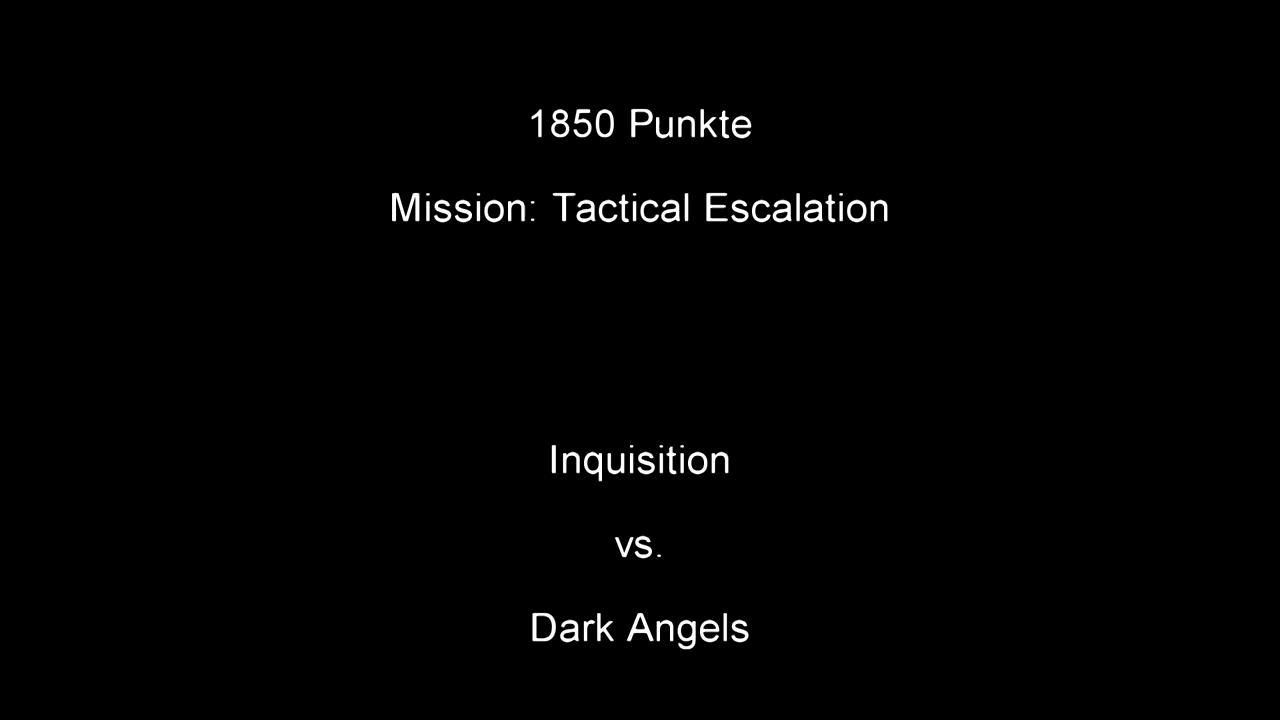 1850 Punkte
Mission: Tactical Escalation
Inquisition
vs.
Dark Angels